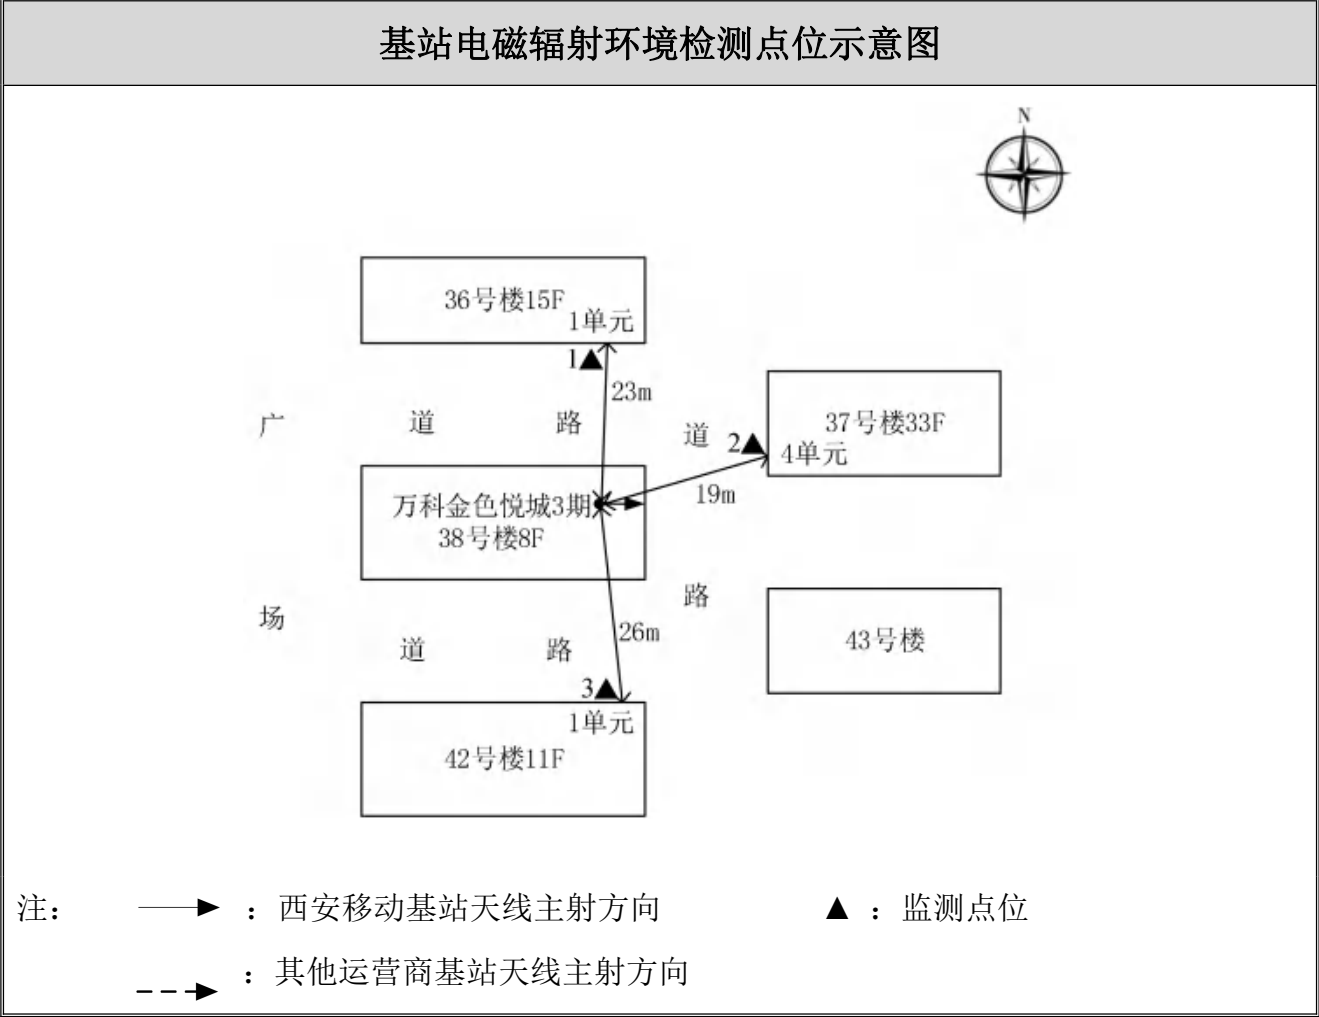 基站电磁辐射环境检测点位示意图
N
36号楼15F
1单元
1▲
23m
广
道
路
道
2▲
37号楼33F
4单元
19m
万科金色悦城3期
38号楼8F
路
场
道
路
26m
43号楼
3▲
1单元
42号楼11F
注：
：西安移动基站天线主射方向
▲：监测点位
：其他运营商基站天线主射方向